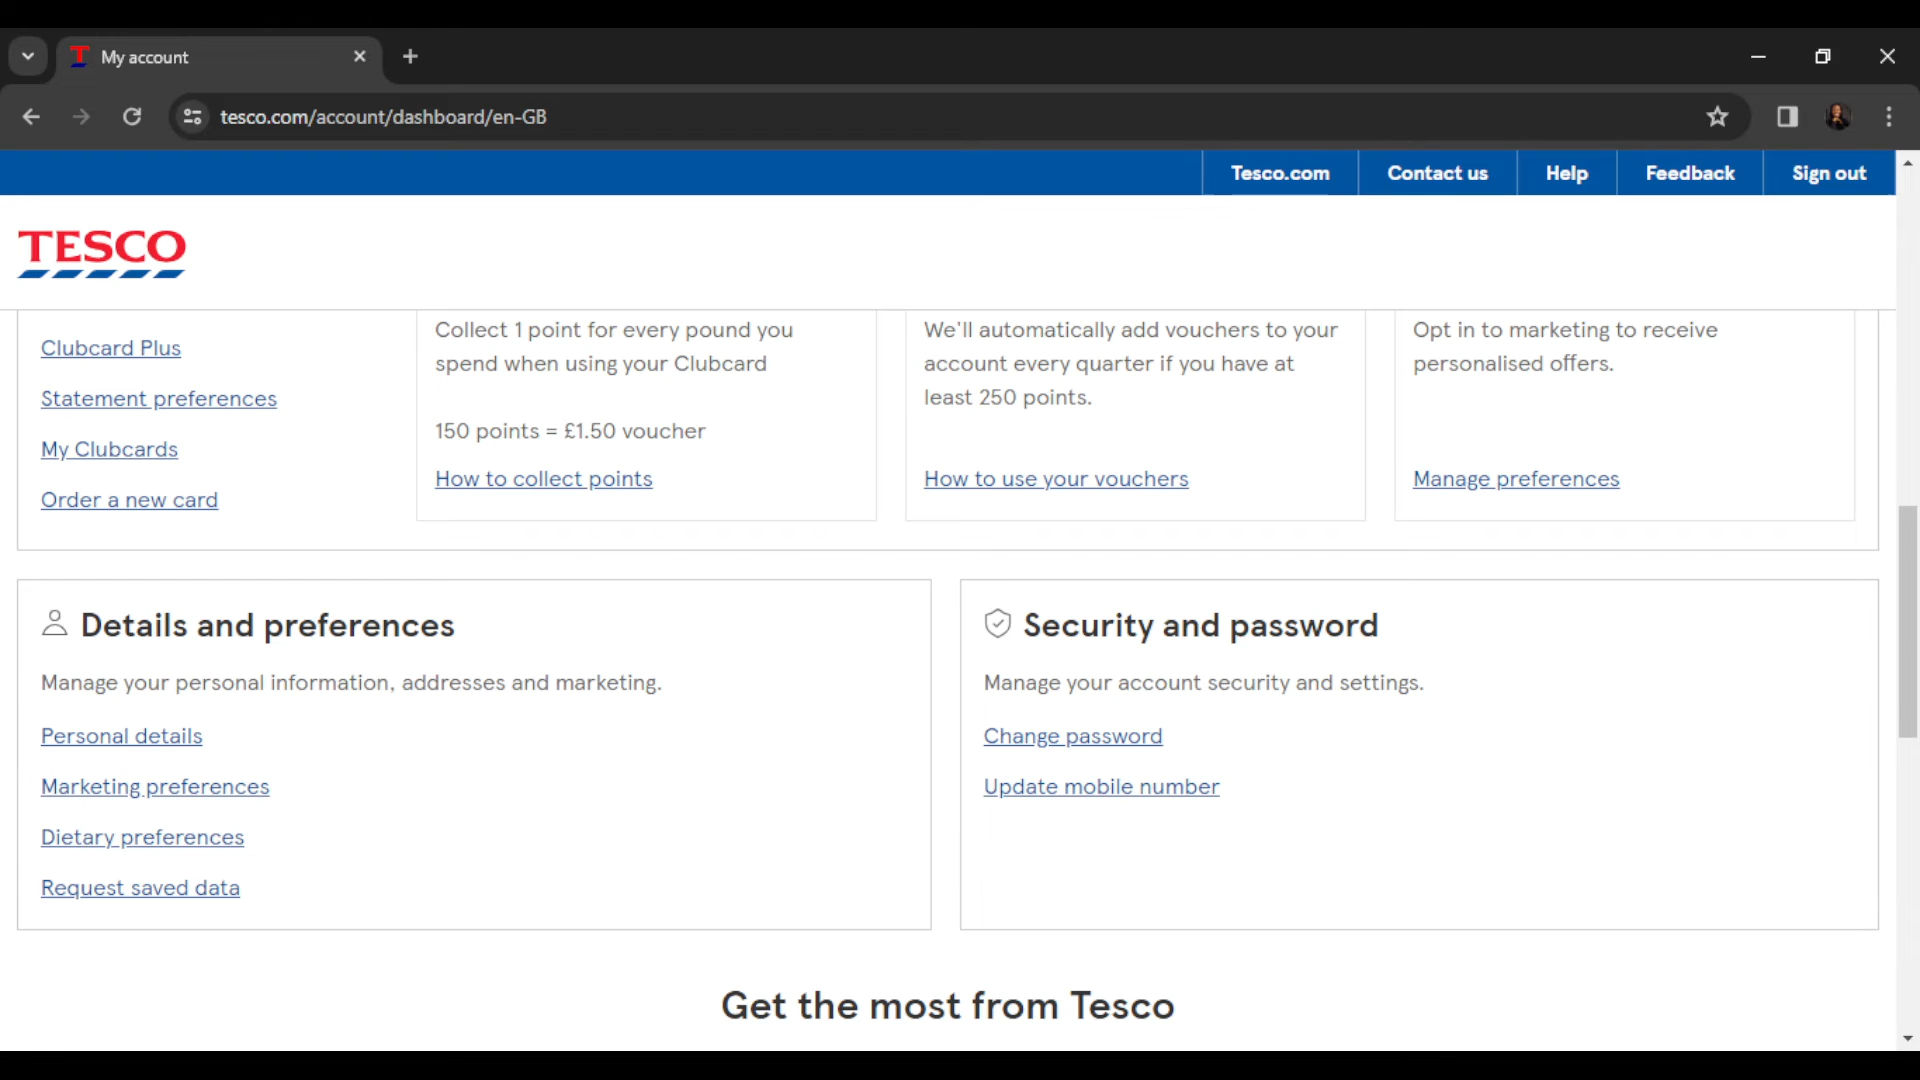 My account
tesco.com/account/dashboard/en-GB
Tesco.com
Contact us
Help
Feedback
Sign out
TESCO
Clubcard Plus
Statement preferences
My Clubcards
Order a new card
Collect 1 point for every pound you
spend when using your Clubcard
150 points = £1.50 voucher
How to collect points
We'll automatically add vouchers to your
account every quarter if you have at
least 250 points.
How to use your vouchers
Opt in to marketing to receive
personalised offers.
Manage preferences
Details and preferences
Manage your personal information, addresses and marketing.
Personal details
Marketing preferences
Dietary preferences
Request saved data
Security and password
Manage your account security and settings.
Change password
Update mobile number
Get the most from Tesco